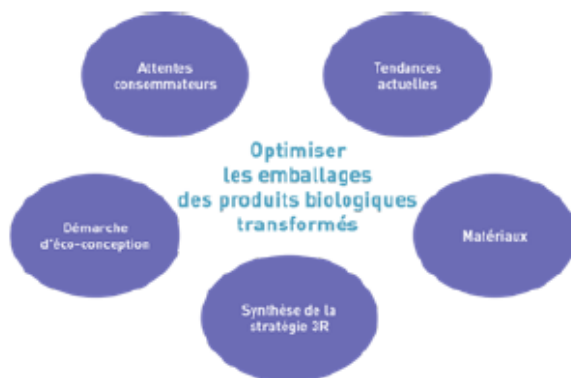 Attentes
consommateurs
Tendances
actuelles
Optimiser
les emballages
des produits biologiques
transformés
Démarche
d'éco-conception
Matériaux
Synthèse de la
stratégie 3R